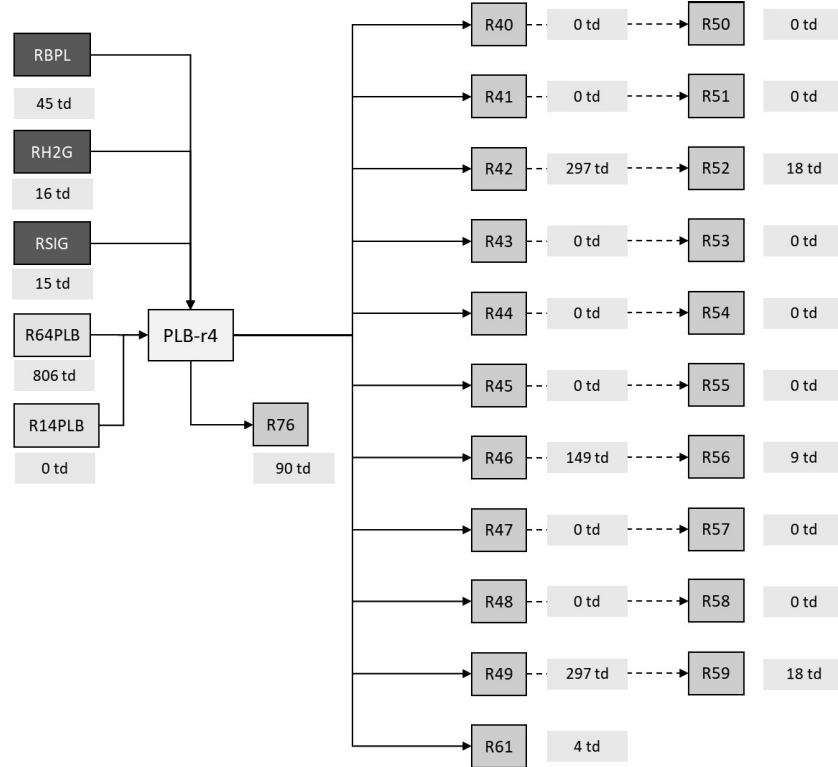 RBPL
45 td
RH2G
16 td
RSIG
15 td
R64PLB
806 td
R14PLB
0 td
PLB-r4
R76
90 td
R40 0 td R50 0 td
R41 0 td R51 0 td
R42 297 td R52 18 td
R43 0 td R53 0 td
R44 0 td R54 0 td
R45 0 td R55 0 td
R46 149 td R56 9 td
R47 0 td R57 0 td
R48 0 td R58 0 td
R49 297 td R59 18 td
R61 4 td